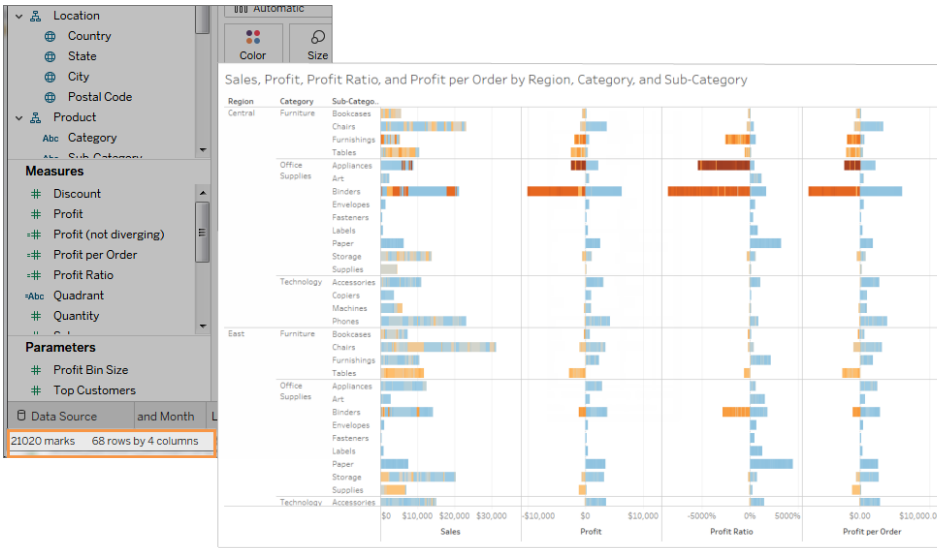 Location
Country
State
City
Postal Code
Product
Abc Category
Measures
# Discount
# Profit
=# Profit (not diverging)
=# Profit per Order
=# Profit Ratio
=Abc Quadrant
# Quantity
Parameters
# Profit Bin Size
# Top Customers
Data Source and Month L
21020 marks 68 rows by 4 columns
Automatic
Color Size
Sales, Profit, Profit Ratio, and Profit per Order by Region, Category, and Sub-Category
Region Category Sub-Catego..
Central Furniture Bookcases
Chairs
Furnishings
Tables
Office Supplies Appliances
Art
Binders
Envelopes
Fasteners
Labels
Paper
Storage
Supplies
Technology Accessories
Copiers
Machines
Phones
East Furniture Bookcases
Chairs
Furnishings
Tables
Office Supplies Appliances
Art
Binders
Envelopes
Fasteners
Labels
Paper
Storage
Supplies
Technology Accessories
$0 $10,000 $20,000 $30,000 -$10,000 $0 $10,000 -5000% 0% 5000% $0.00 $10,000.0
Sales Profit Profit Ratio Profit per Order